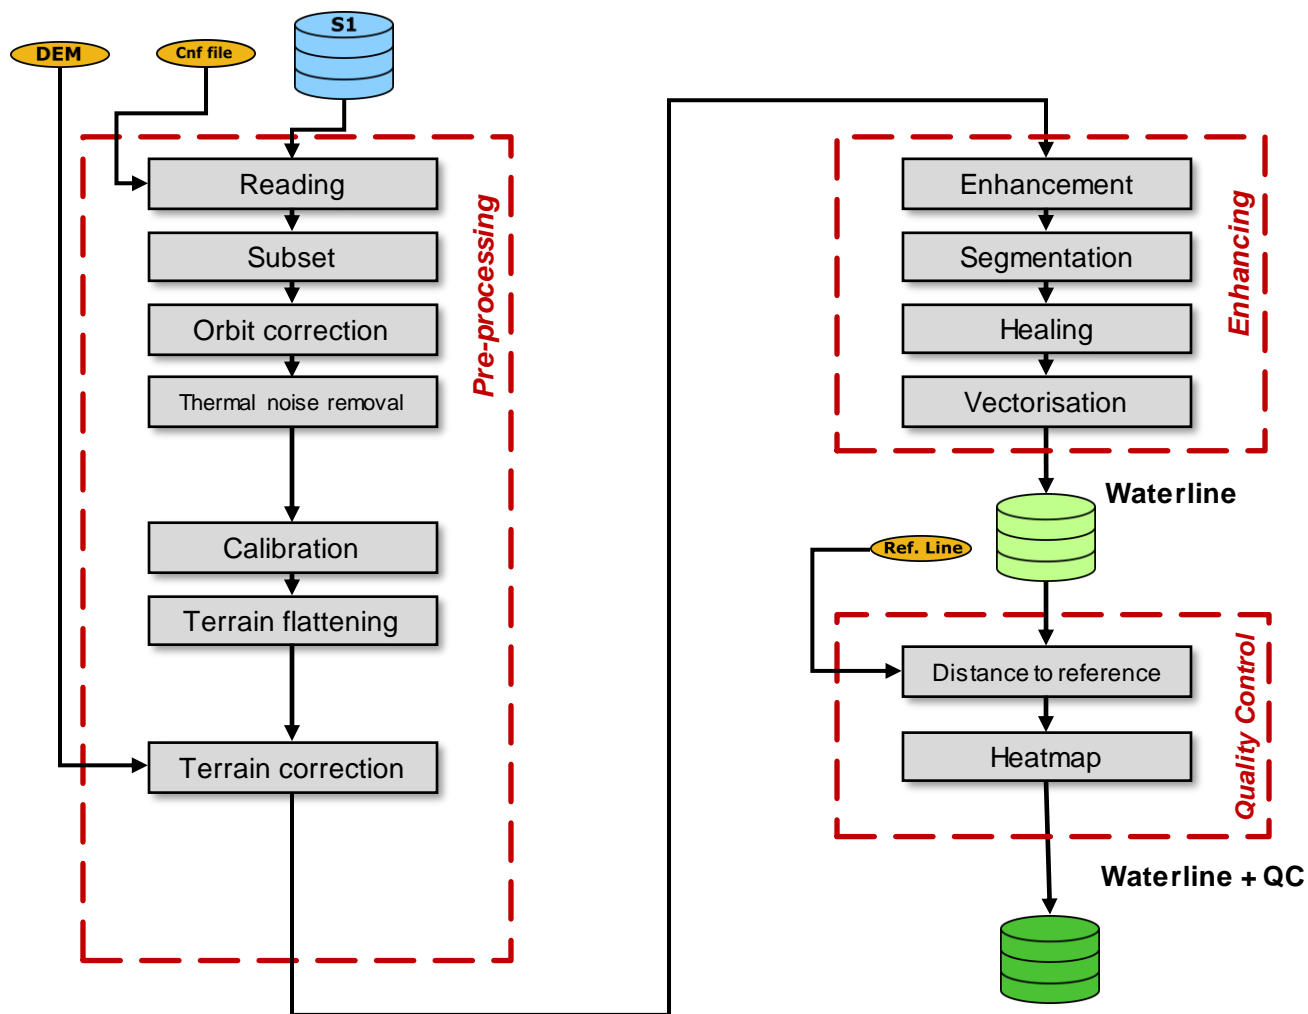 DEM
Cnf file
S1
Pre-processing
Reading
Subset
Orbit correction
Thermal noise removal
Calibration
Terrain flattening
Terrain correction
Enhancing
Enhancement
Segmentation
Healing
Vectorisation
Waterline
Ref. Line
Quality Control
Distance to reference
Heatmap
Waterline + QC